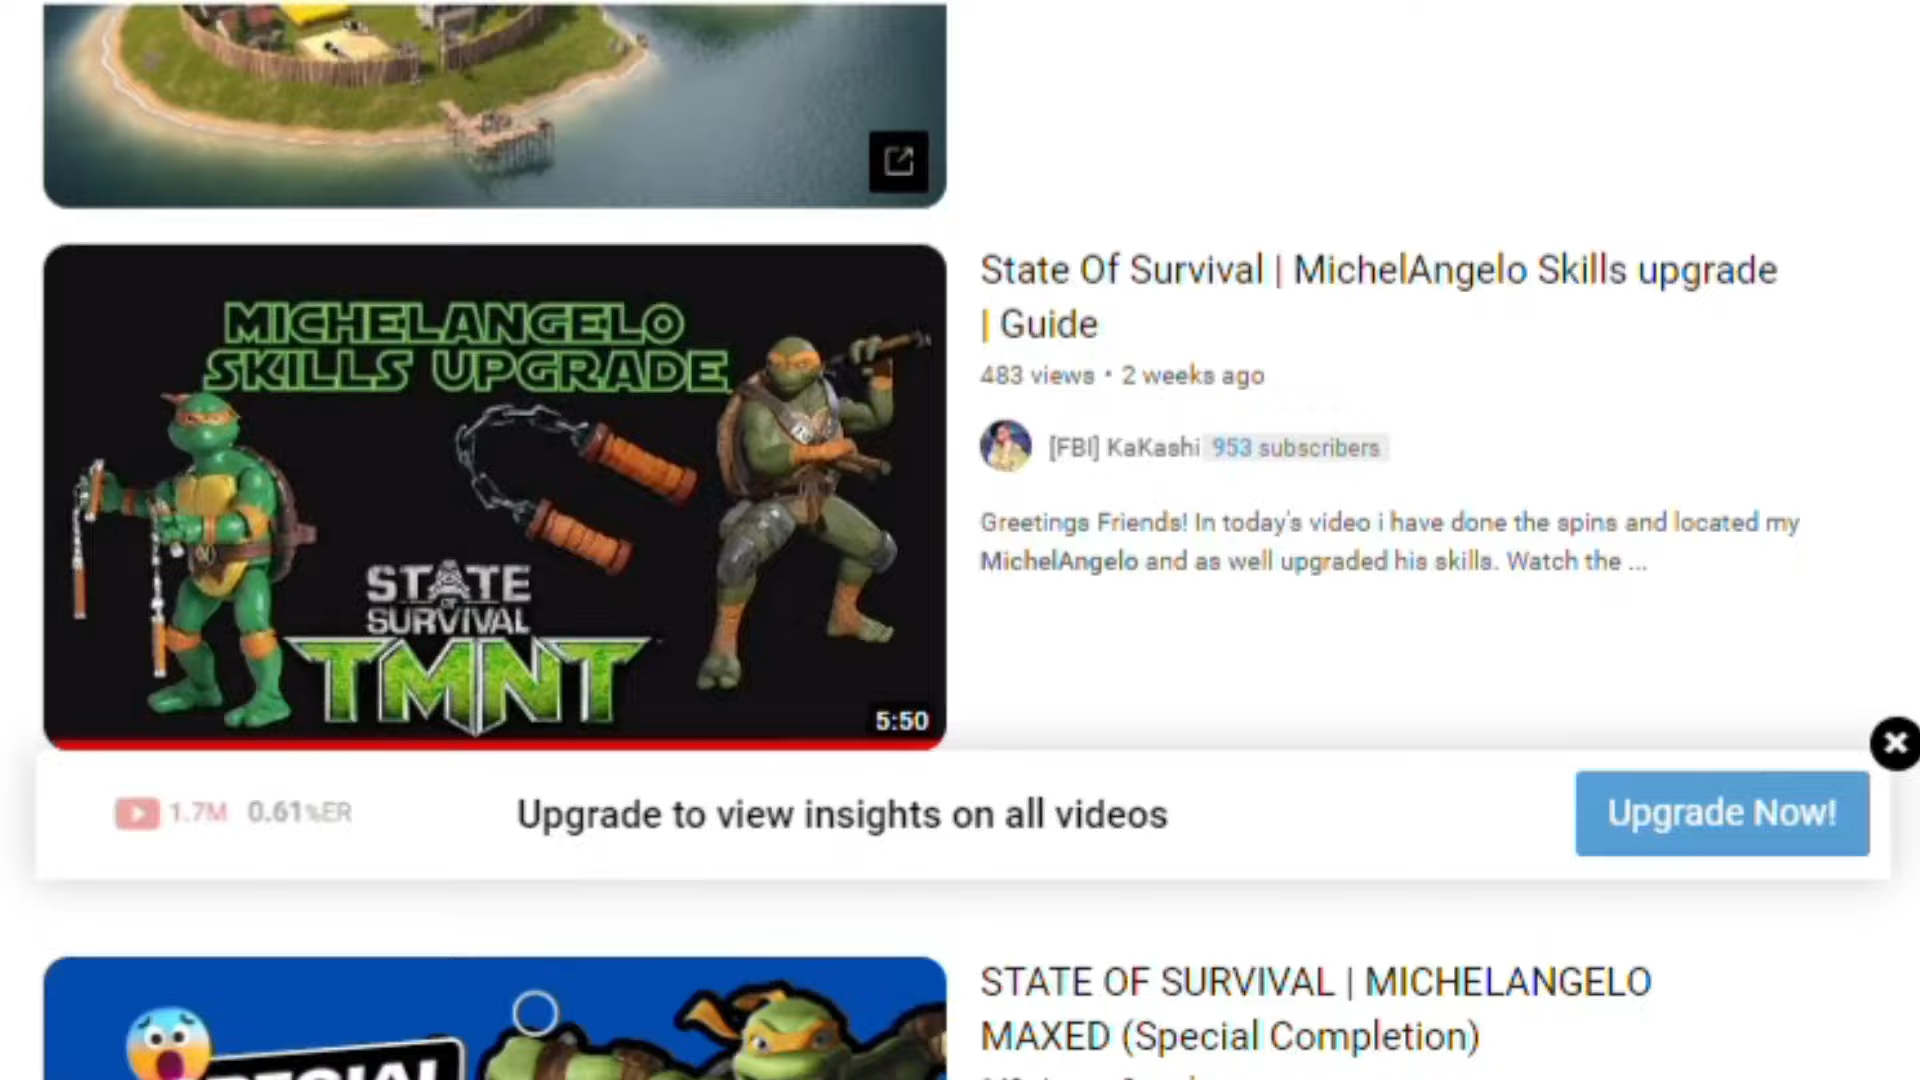 State Of Survival | MichelAngelo Skills upgrade
| Guide
483 views • 2 weeks ago
[FBI] KaKashi 953 subscribers
Greetings Friends! In today's video i have done the spins and located my
MichelAngelo and as well upgraded his skills. Watch the ...
MICHELANGELO
SKILLS UPGRADE
STATE
OF
SURVIVAL
TMNT
5:50
1.7M 0.61%ER
Upgrade to view insights on all videos
Upgrade Now!
STATE OF SURVIVAL | MICHELANGELO
MAXED (Special Completion)